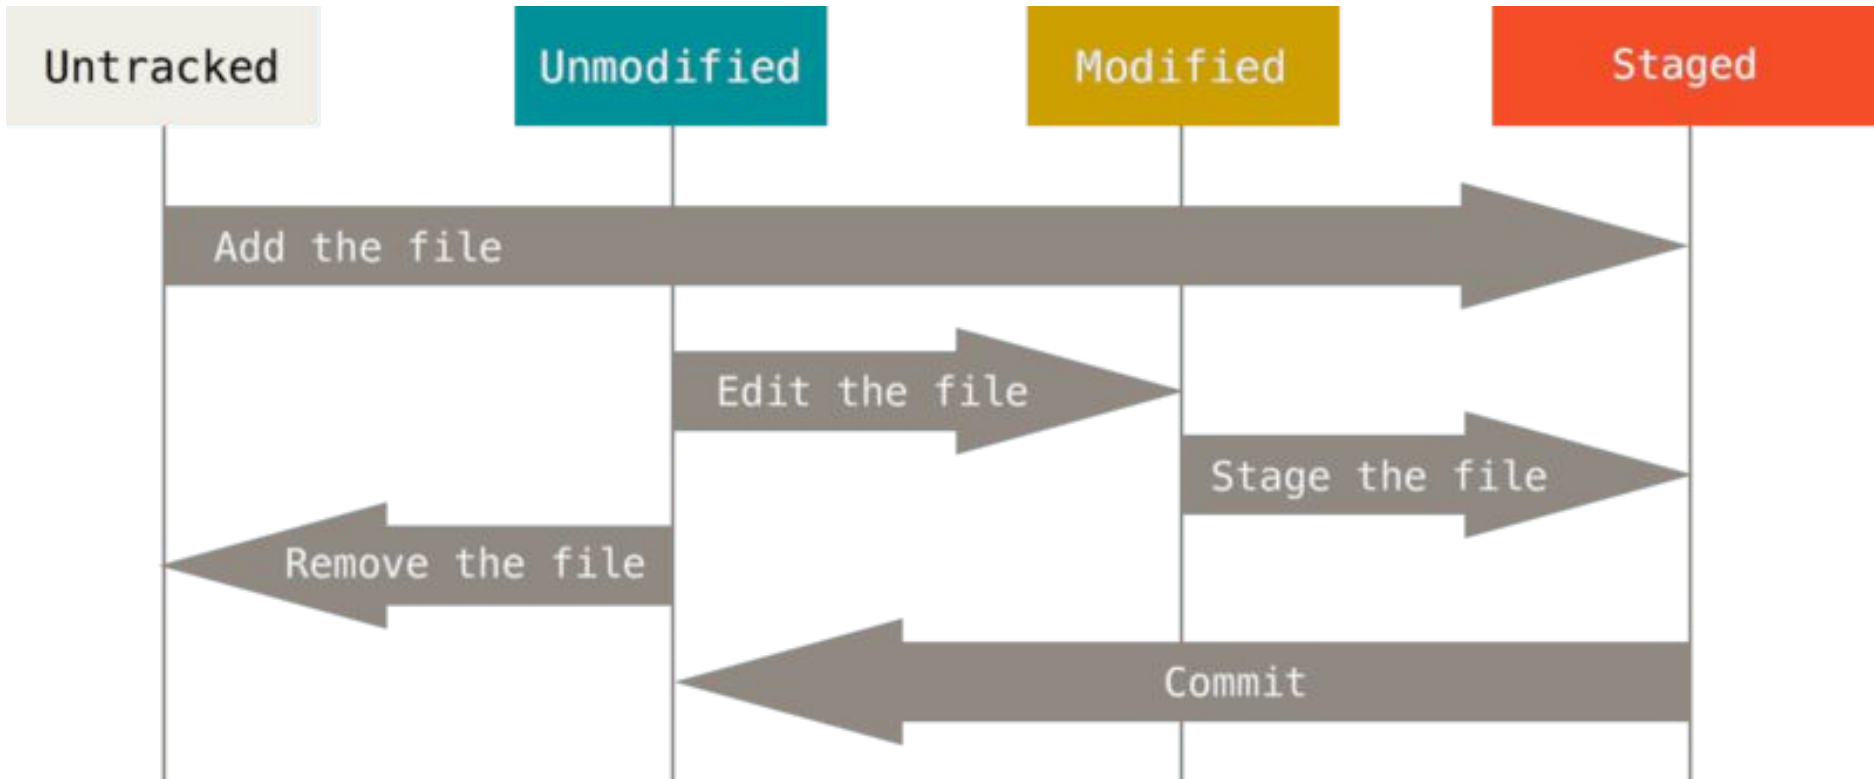 Untracked
Unmodified
Modified
Staged
Add the file
Edit the file
Stage the file
Remove the file
Commit